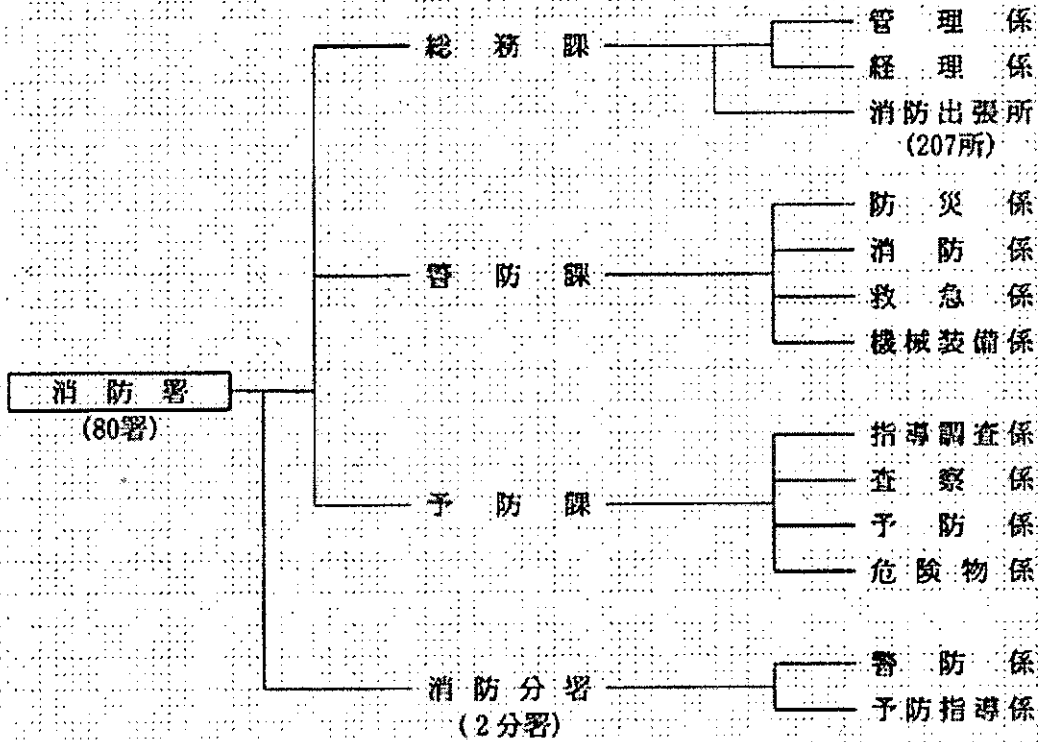 総務課
管理係
経理係
消防出張所
(207所)
警防課
防災係
消防係
救急係
機械装備係
消防署
(80署)
予防課
指導調査係
査察係
予防係
危険物係
消防分署
(2分署)
警防係
予防指導係